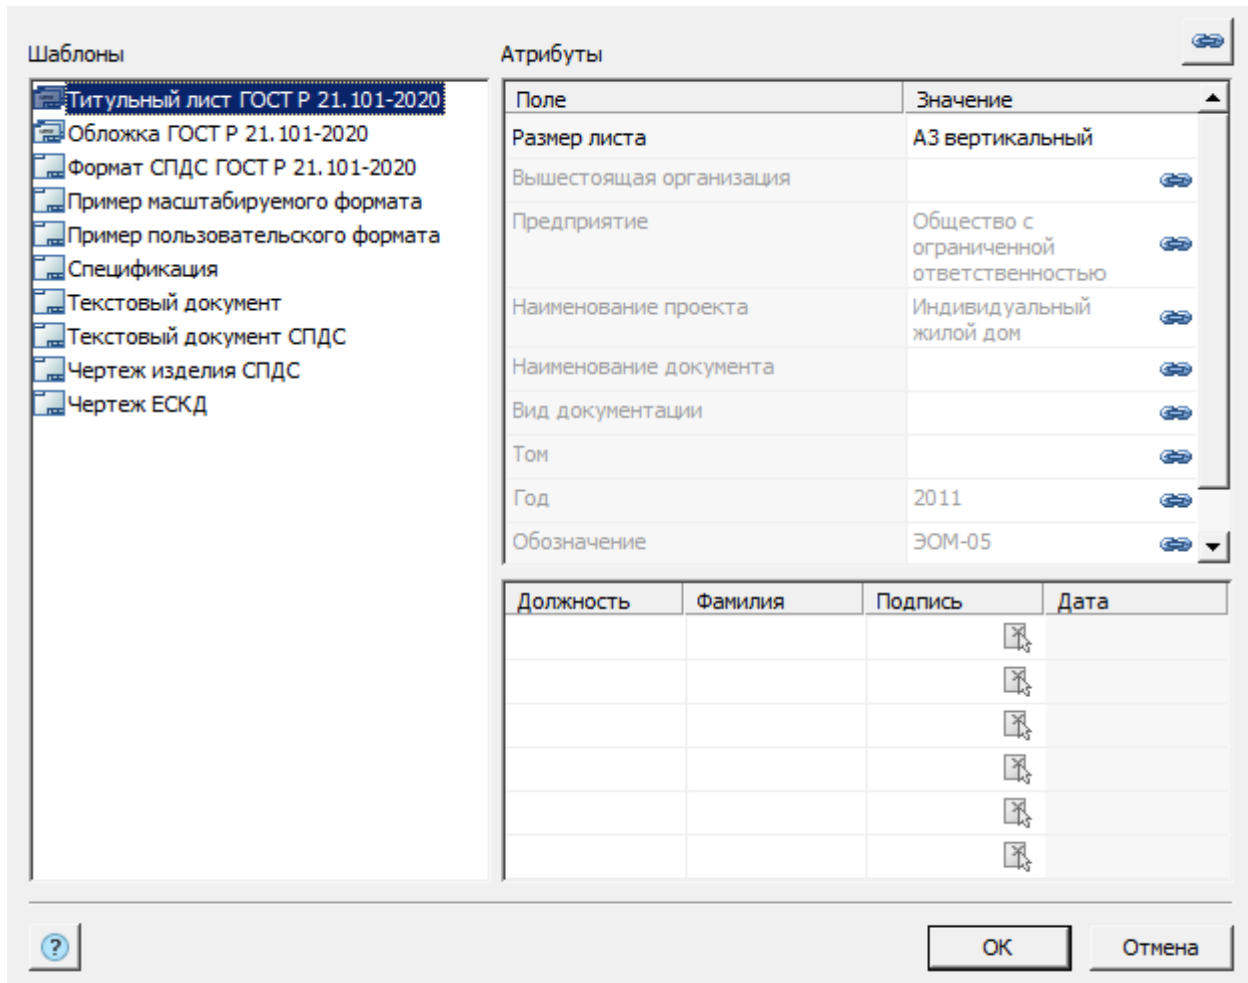 Шаблоны
Титульный лист ГОСТ Р 21.101-2020
Обложка ГОСТ Р 21.101-2020
Формат СПДС ГОСТ Р 21.101-2020
Пример масштабируемого формата
Пример пользовательского формата
Спецификация
Текстовый документ
Текстовый документ СПДС
Чертеж изделия СПДС
Чертеж ЕСКД
Атрибуты
Поле Значение
Размер листа А3 вертикальный
Вышестоящая организация
Предприятие Общество с
ограниченной
ответственностью
Наименование проекта Индивидуальный
жилой дом
Наименование документа
Вид документации
Том
Год 2011
Обозначение ЭОМ-05
Должность Фамилия Подпись Дата
?
ОК Отмена